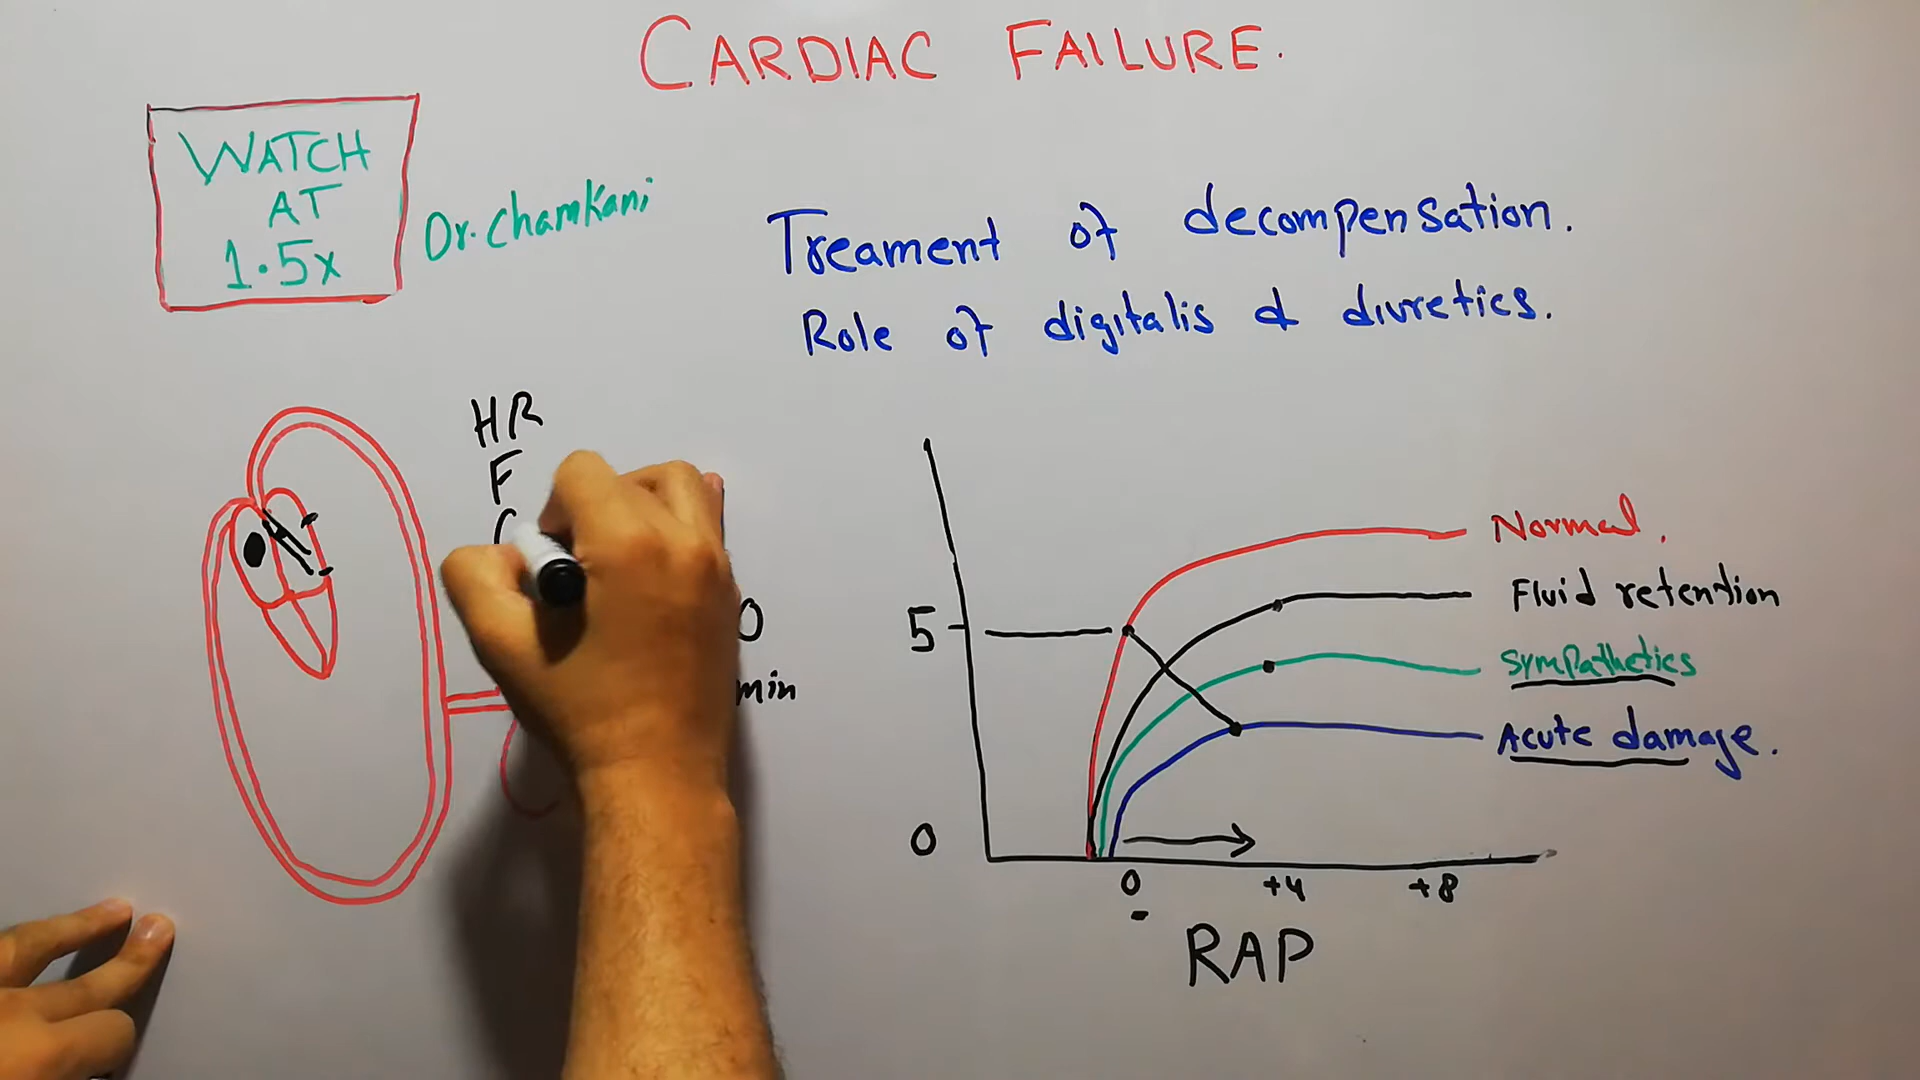 CARDIAC FAILURE.
WATCH
AT
1.5x
Dr. Chamkani
Treament of decompensation.
Role of digitalis & diuretics.
HR
F
C
min
5
0
Normal.
Fluid retention
Sympathetics
Acute damage.
0 +4 +8
RAP